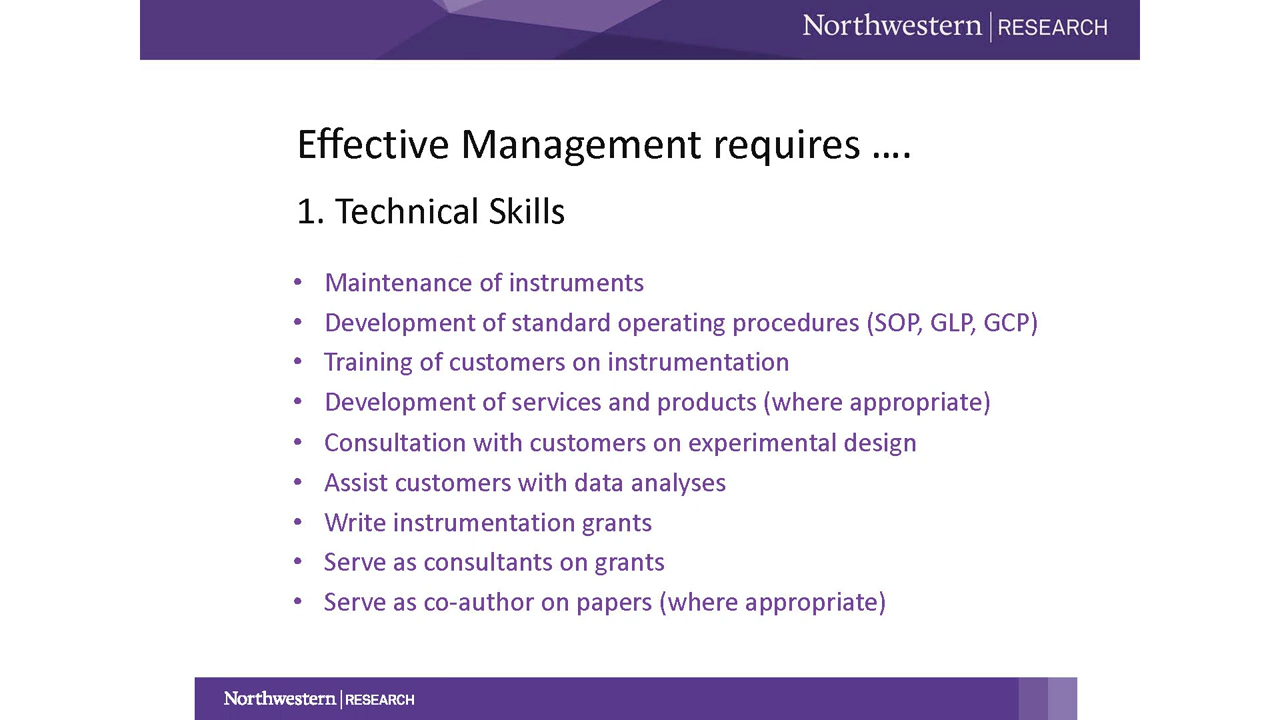 Northwestern | RESEARCH
Effective Management requires ....
1. Technical Skills
• Maintenance of instruments
• Development of standard operating procedures (SOP, GLP, GCP)
• Training of customers on instrumentation
• Development of services and products (where appropriate)
• Consultation with customers on experimental design
• Assist customers with data analyses
• Write instrumentation grants
• Serve as consultants on grants
• Serve as co-author on papers (where appropriate)
Northwestern | RESEARCH